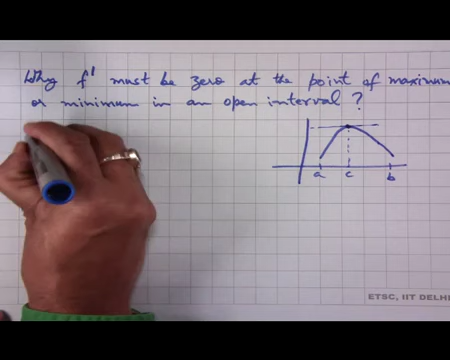 Why f' must be zero at the point of maximum
or minimum in an open interval ?
a c b
ETSC, IIT DELHI